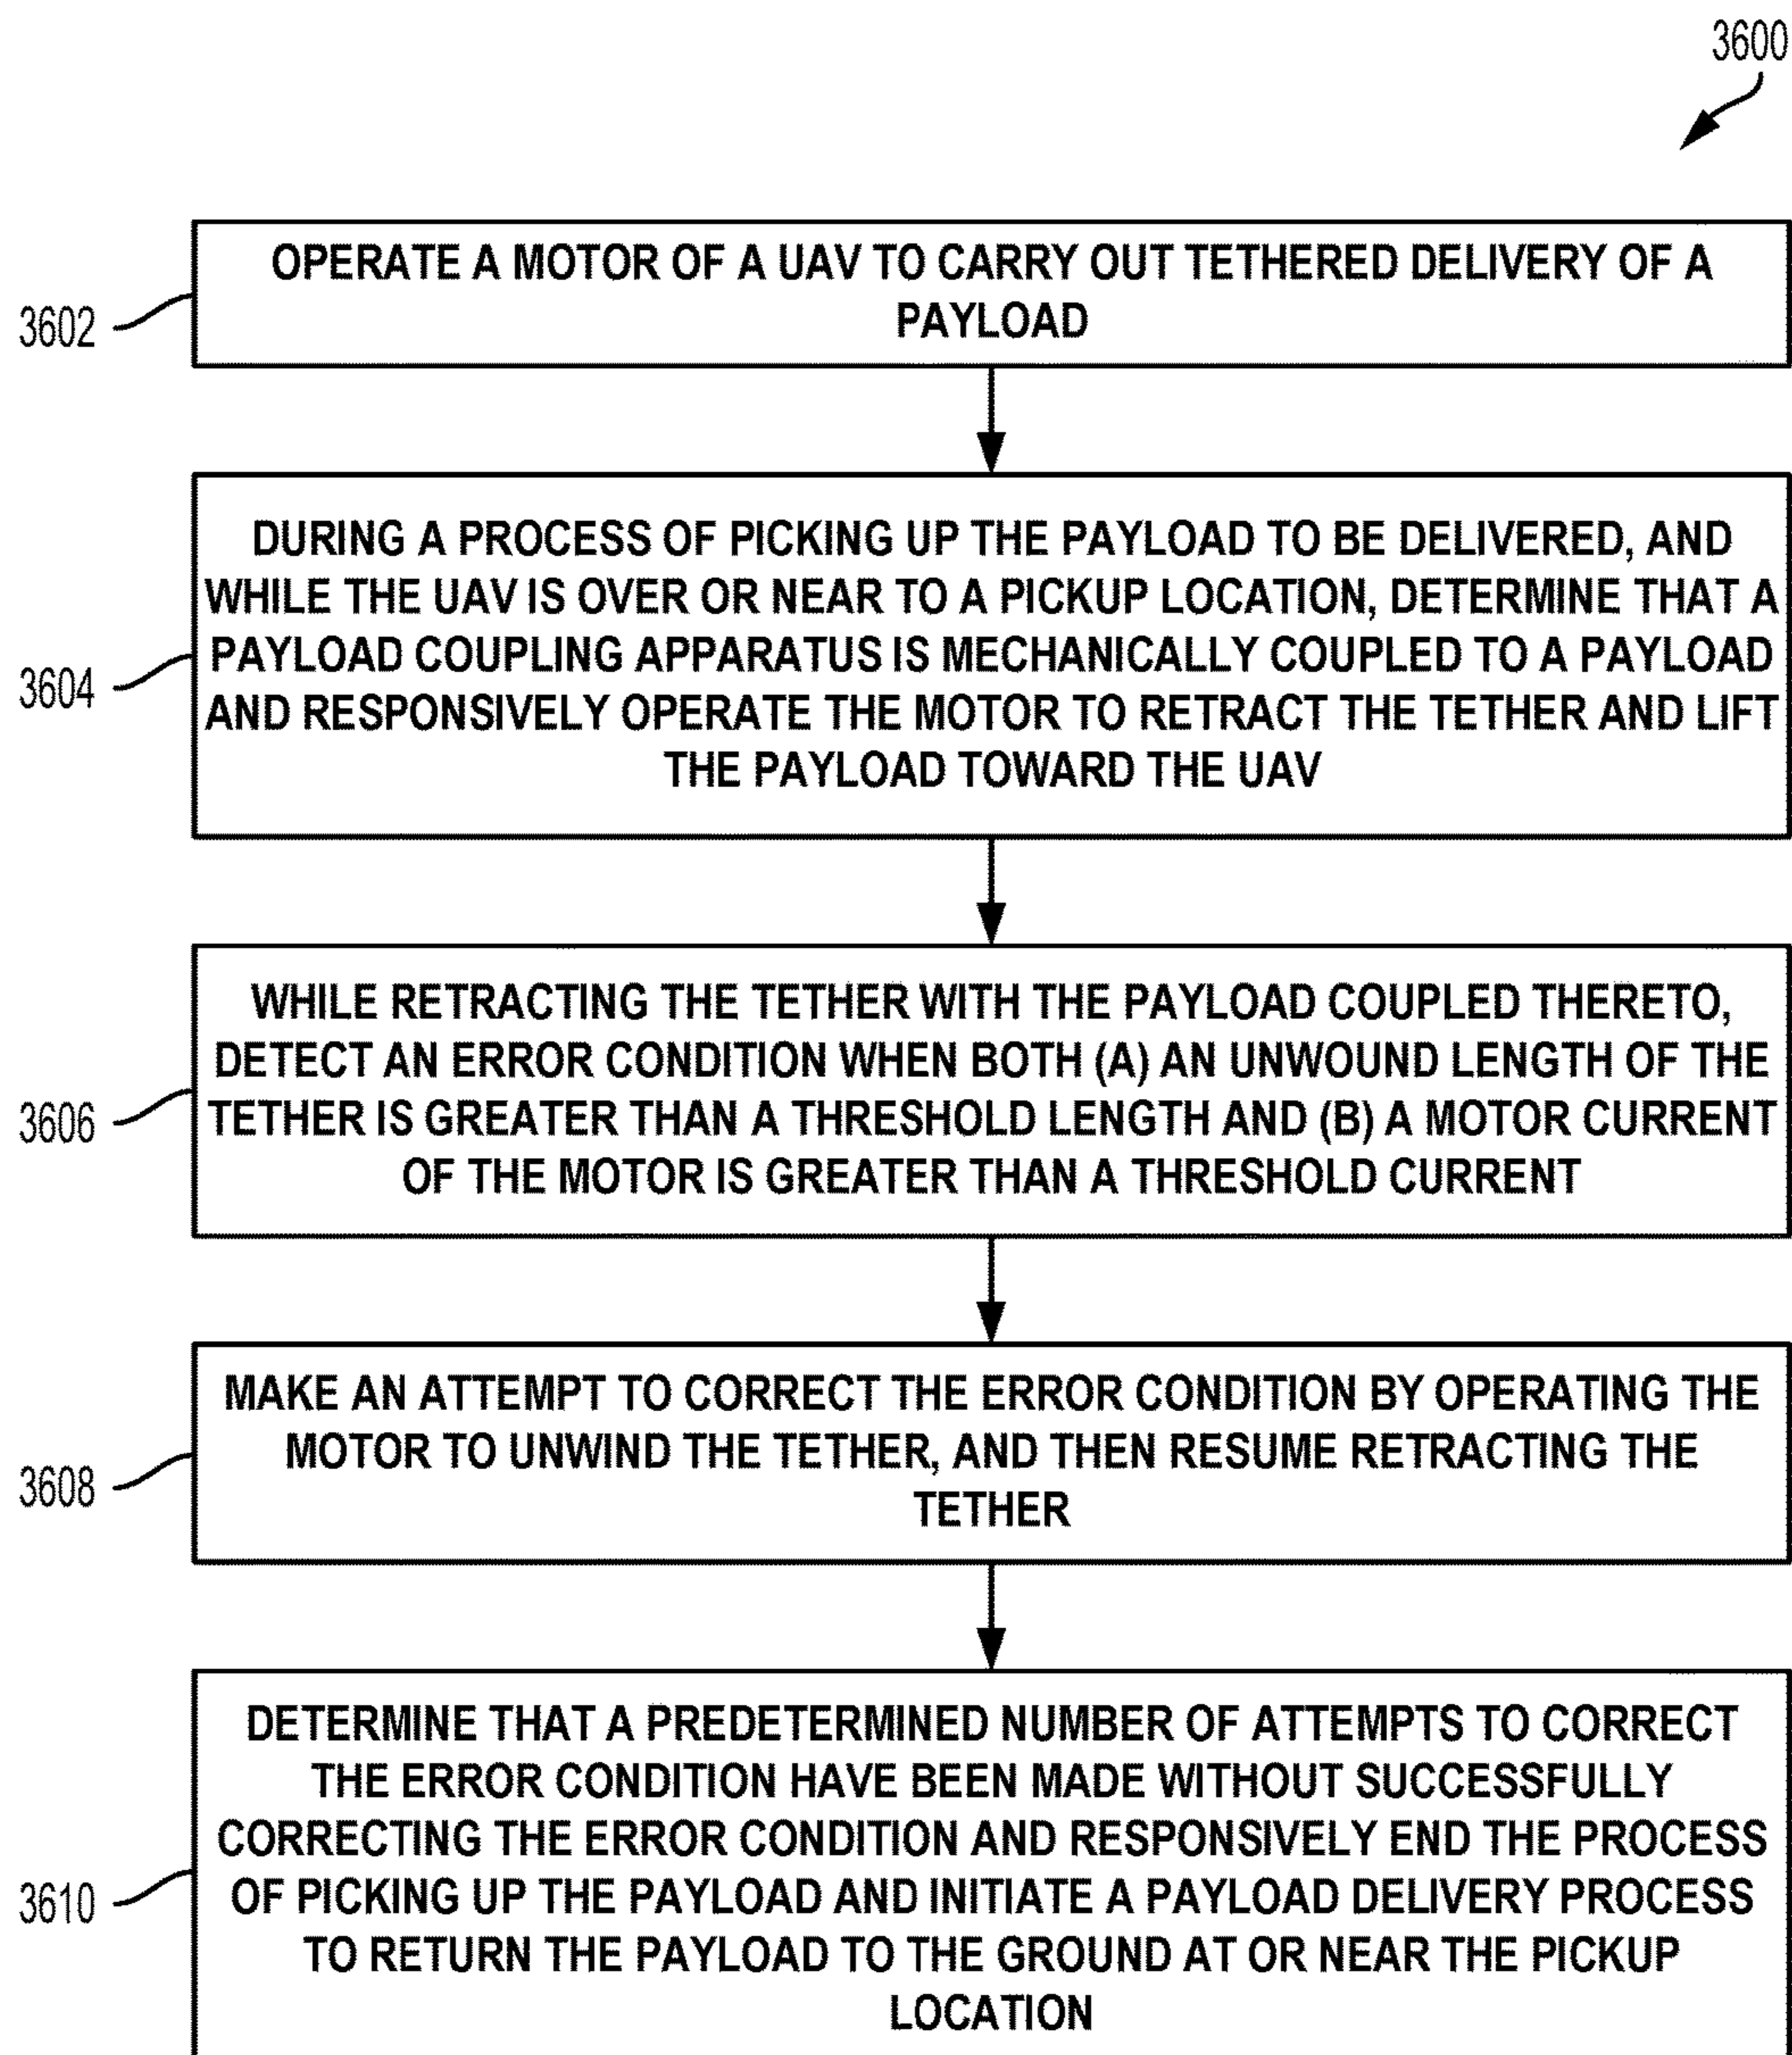 3600
OPERATE A MOTOR OF A UAV TO CARRY OUT TETHERED DELIVERY OF A
PAYLOAD
3602
DURING A PROCESS OF PICKING UP THE PAYLOAD TO BE DELIVERED, AND
WHILE THE UAV IS OVER OR NEAR TO A PICKUP LOCATION, DETERMINE THAT A
PAYLOAD COUPLING APPARATUS IS MECHANICALLY COUPLED TO A PAYLOAD
AND RESPONSIVELY OPERATE THE MOTOR TO RETRACT THE TETHER AND LIFT
THE PAYLOAD TOWARD THE UAV
3604
WHILE RETRACTING THE TETHER WITH THE PAYLOAD COUPLED THERETO,
DETECT AN ERROR CONDITION WHEN BOTH (A) AN UNWOUND LENGTH OF THE
TETHER IS GREATER THAN A THRESHOLD LENGTH AND (B) A MOTOR CURRENT
OF THE MOTOR IS GREATER THAN A THRESHOLD CURRENT
3606
MAKE AN ATTEMPT TO CORRECT THE ERROR CONDITION BY OPERATING THE
MOTOR TO UNWIND THE TETHER, AND THEN RESUME RETRACTING THE
TETHER
3608
DETERMINE THAT A PREDETERMINED NUMBER OF ATTEMPTS TO CORRECT
THE ERROR CONDITION HAVE BEEN MADE WITHOUT SUCCESSFULLY
CORRECTING THE ERROR CONDITION AND RESPONSIVELY END THE PROCESS
OF PICKING UP THE PAYLOAD AND INITIATE A PAYLOAD DELIVERY PROCESS
TO RETURN THE PAYLOAD TO THE GROUND AT OR NEAR THE PICKUP
LOCATION
3610